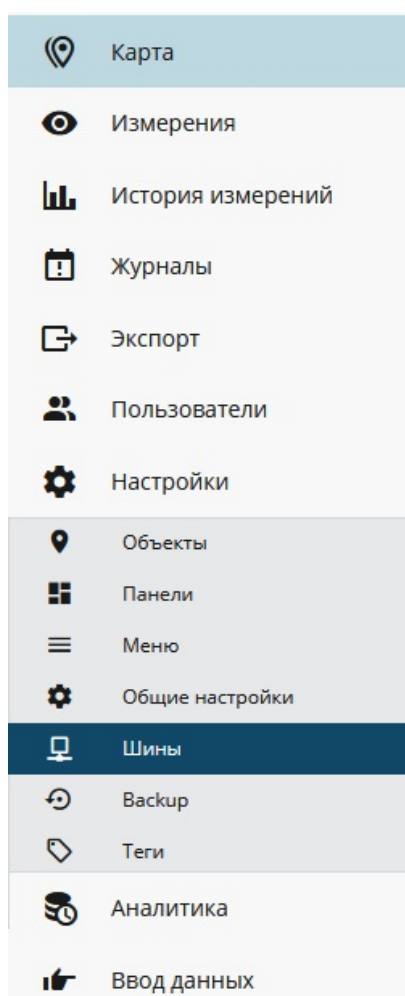 Карта
Измерения
История измерений
Журналы
Экспорт
Пользователи
Настройки
Объекты
Панели
Меню
Общие настройки
Шины
Backup
Теги
Аналитика
Ввод данных